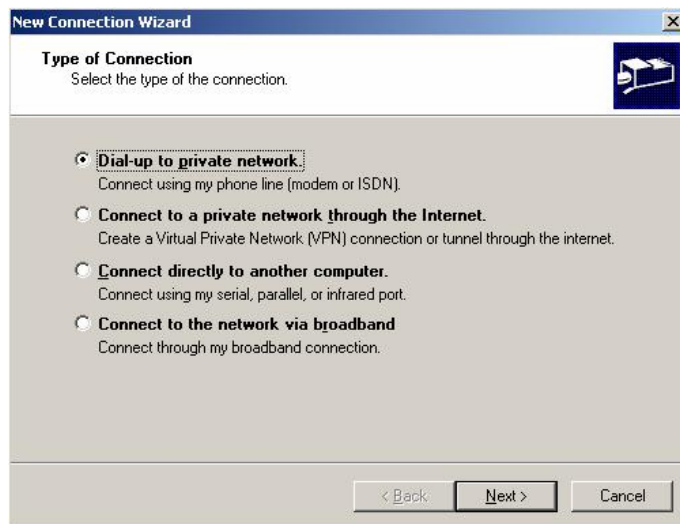 New Connection Wizard
Type of Connection
Select the type of the connection.
Dial-up to private network.
Connect using my phone line (modem or ISDN).
Connect to a private network through the Internet.
Create a Virtual Private Network (VPN) connection or tunnel through the internet.
Connect directly to another computer.
Connect using my serial, parallel, or infrared port.
Connect to the network via broadband
Connect through my broadband connection.
< Back Next > Cancel